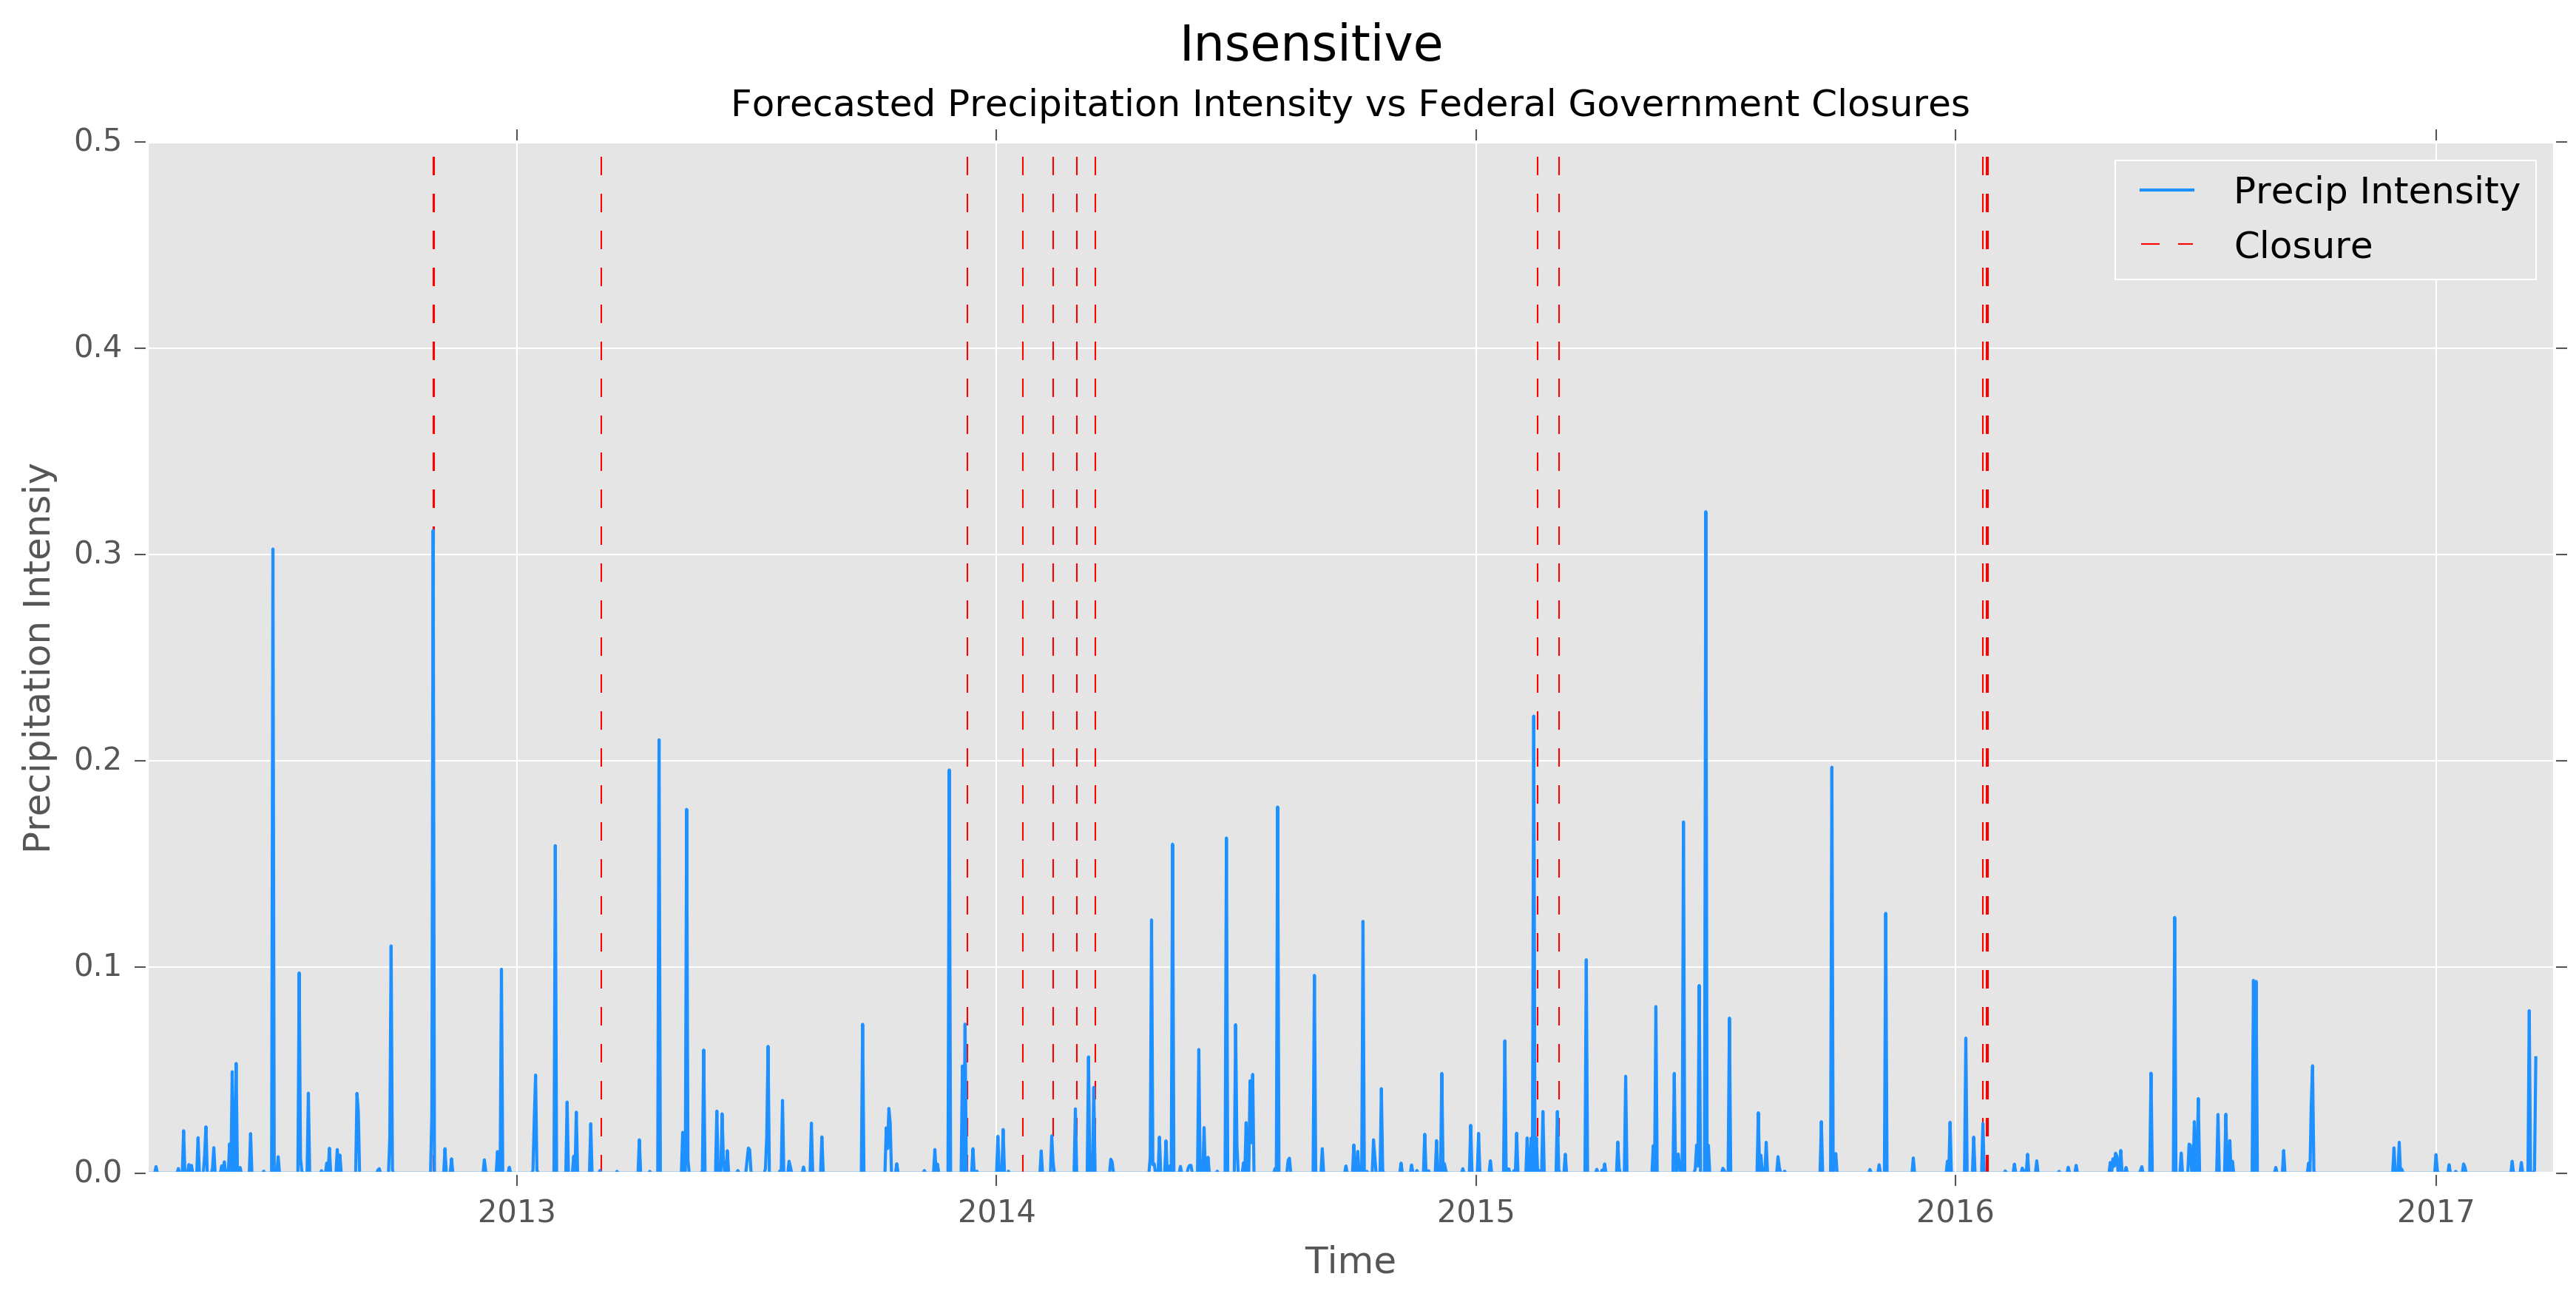 Insensitive
Forecasted Precipitation Intensity vs Federal Government Closures
0.5
0.4
0.3
0.2
0.1
0.0
Precipitation Intensiy
Precip Intensity
Closure
2013
2014
2015
2016
2017
Time